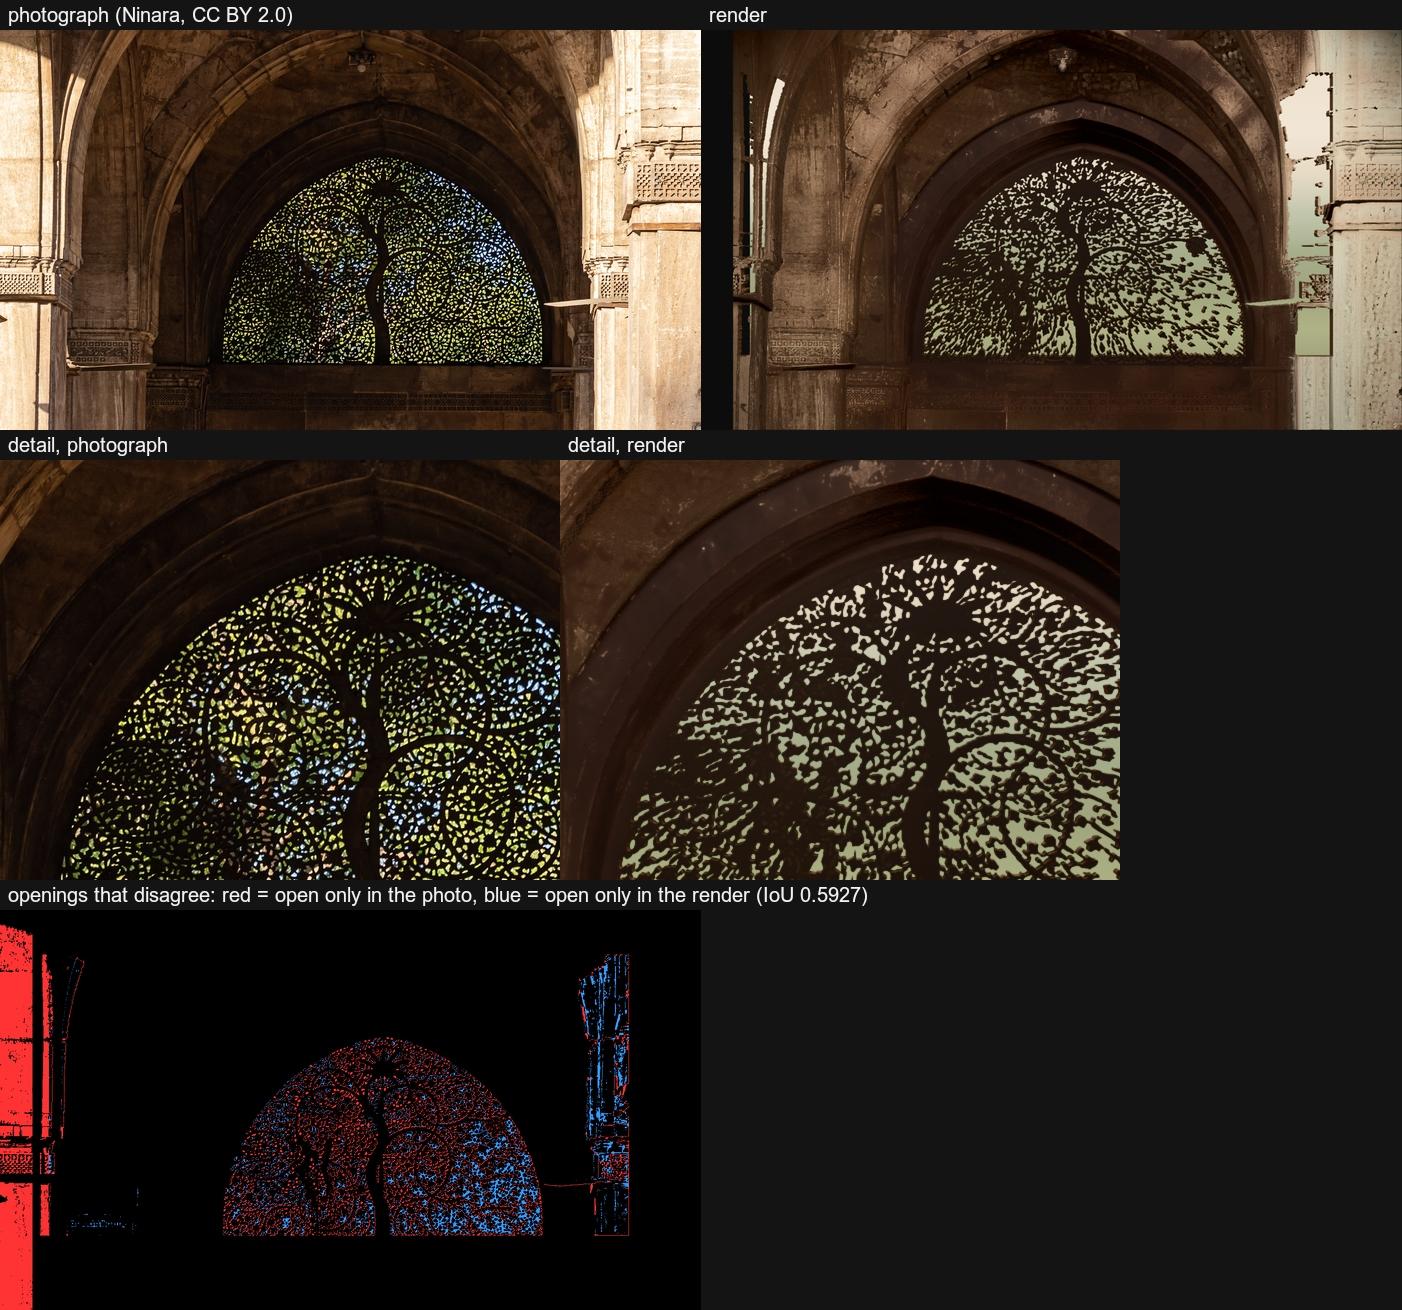 photograph (Ninara, CC BY 2.0)
render
detail, photograph
detail, render
openings that disagree: red = open only in the photo, blue = open only in the render (IoU 0.5927)